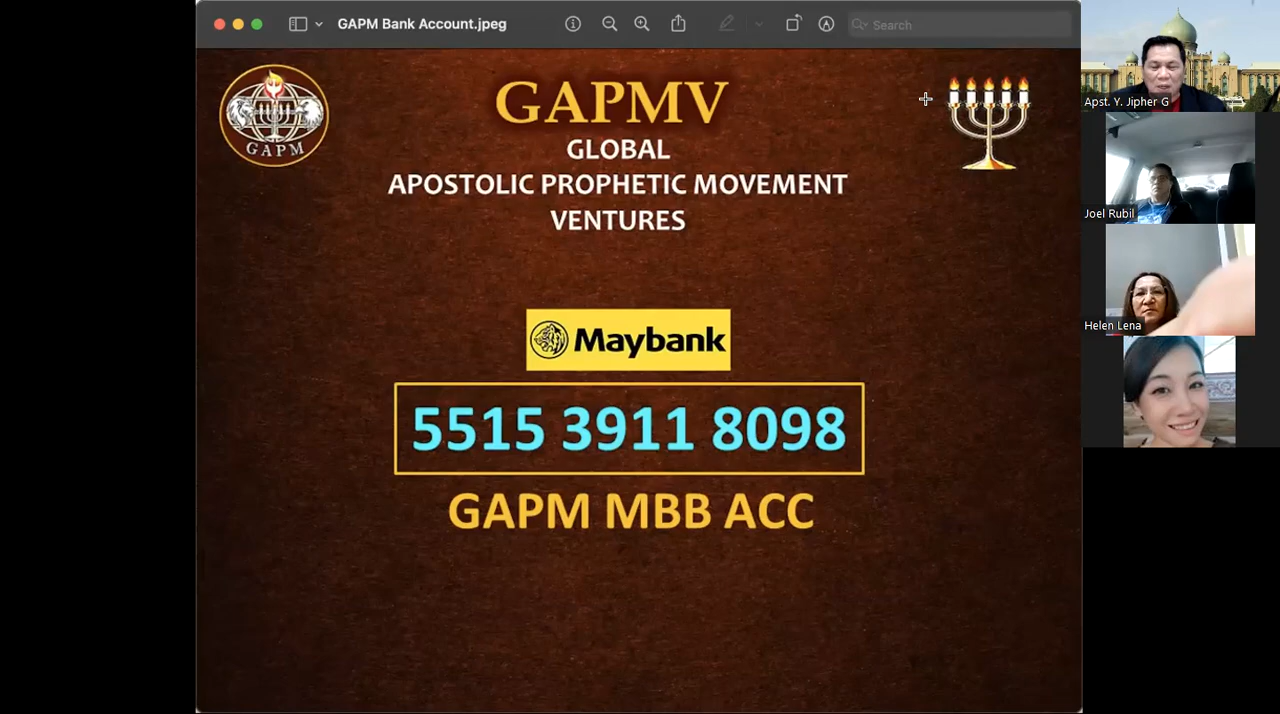 GAPM Bank Account.jpeg
Search
GAPM
GAPMV
GLOBAL
APOSTOLIC PROPHETIC MOVEMENT
VENTURES
Maybank
5515 3911 8098
GAPM MBB ACC
Apst. Y. Jipher G
Joel Rubil
Helen Lena